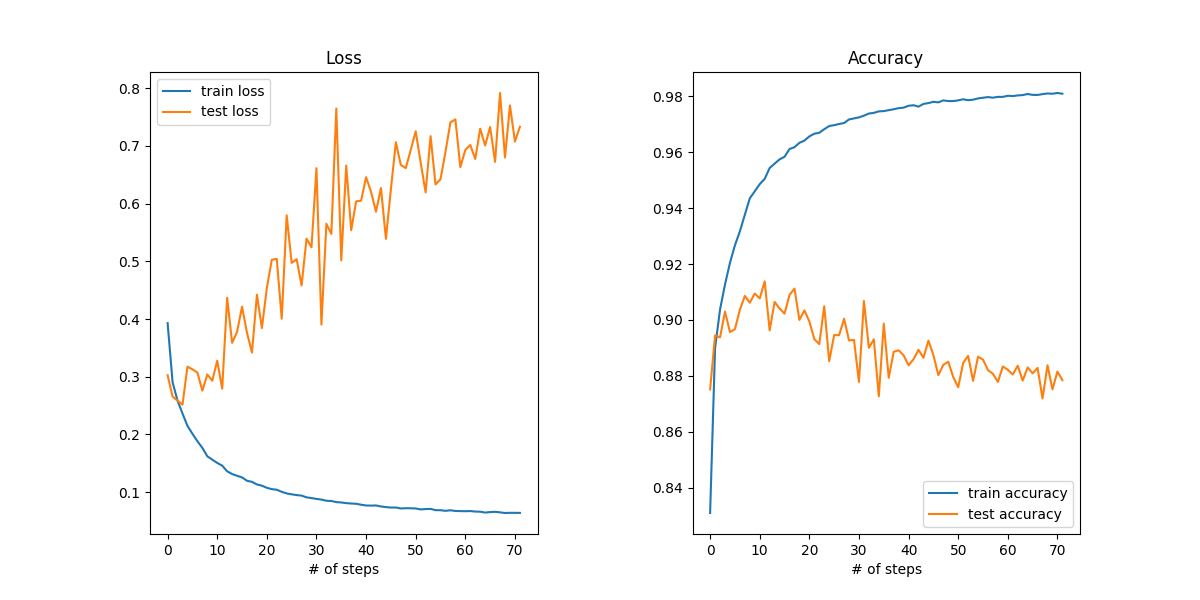 Loss
train loss
test loss
0.8
0.7
0.6
0.5
0.4
0.3
0.2
0.1
0 10 20 30 40 50 60 70
# of steps
Accuracy
0.98
0.96
0.94
0.92
0.90
0.88
0.86
0.84
train accuracy
test accuracy
0 10 20 30 40 50 60 70
# of steps